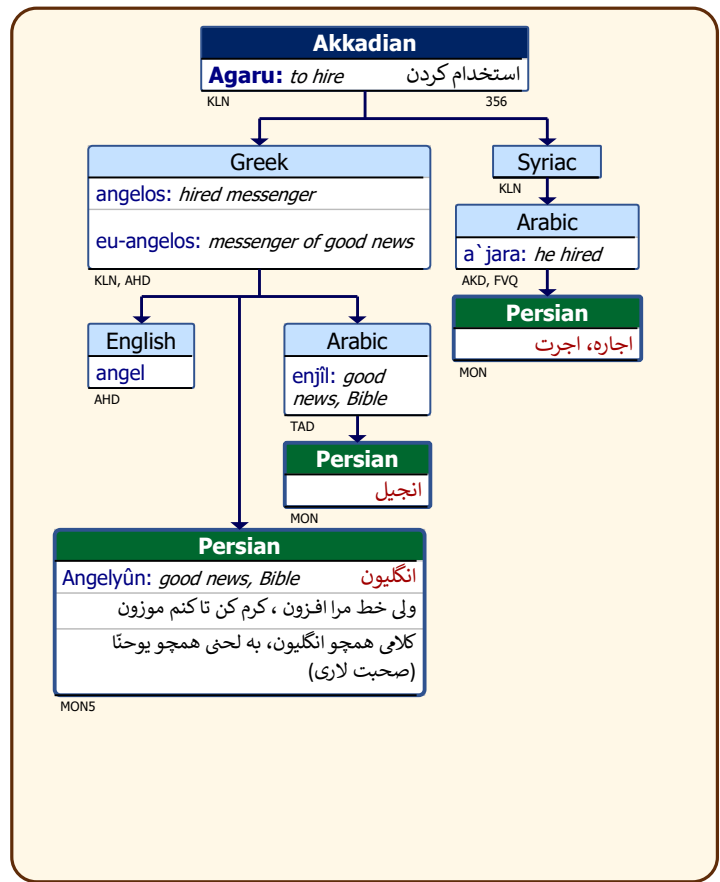 Akkadian
Agaru: to hire استخدام کردن
KLN 356
Greek
angelos: hired messenger
eu-angelos: messenger of good news
KLN, AHD
Syriac
KLN
Arabic
a`jara: he hired
AKD, FVQ
Persian
اجاره، اجرت
MON
English
angel
AHD
Arabic
enjîl: good
news, Bible
TAD
Persian
انجیل
MON
Persian
Angelyûn: good news, Bible انگلیون
ولی خط مرا افزون ، کرم کن تا کنم موزون
کلامی همچو انگلیون، به لحنی همچو یوحنّا
(صحبت لاری)
MON5